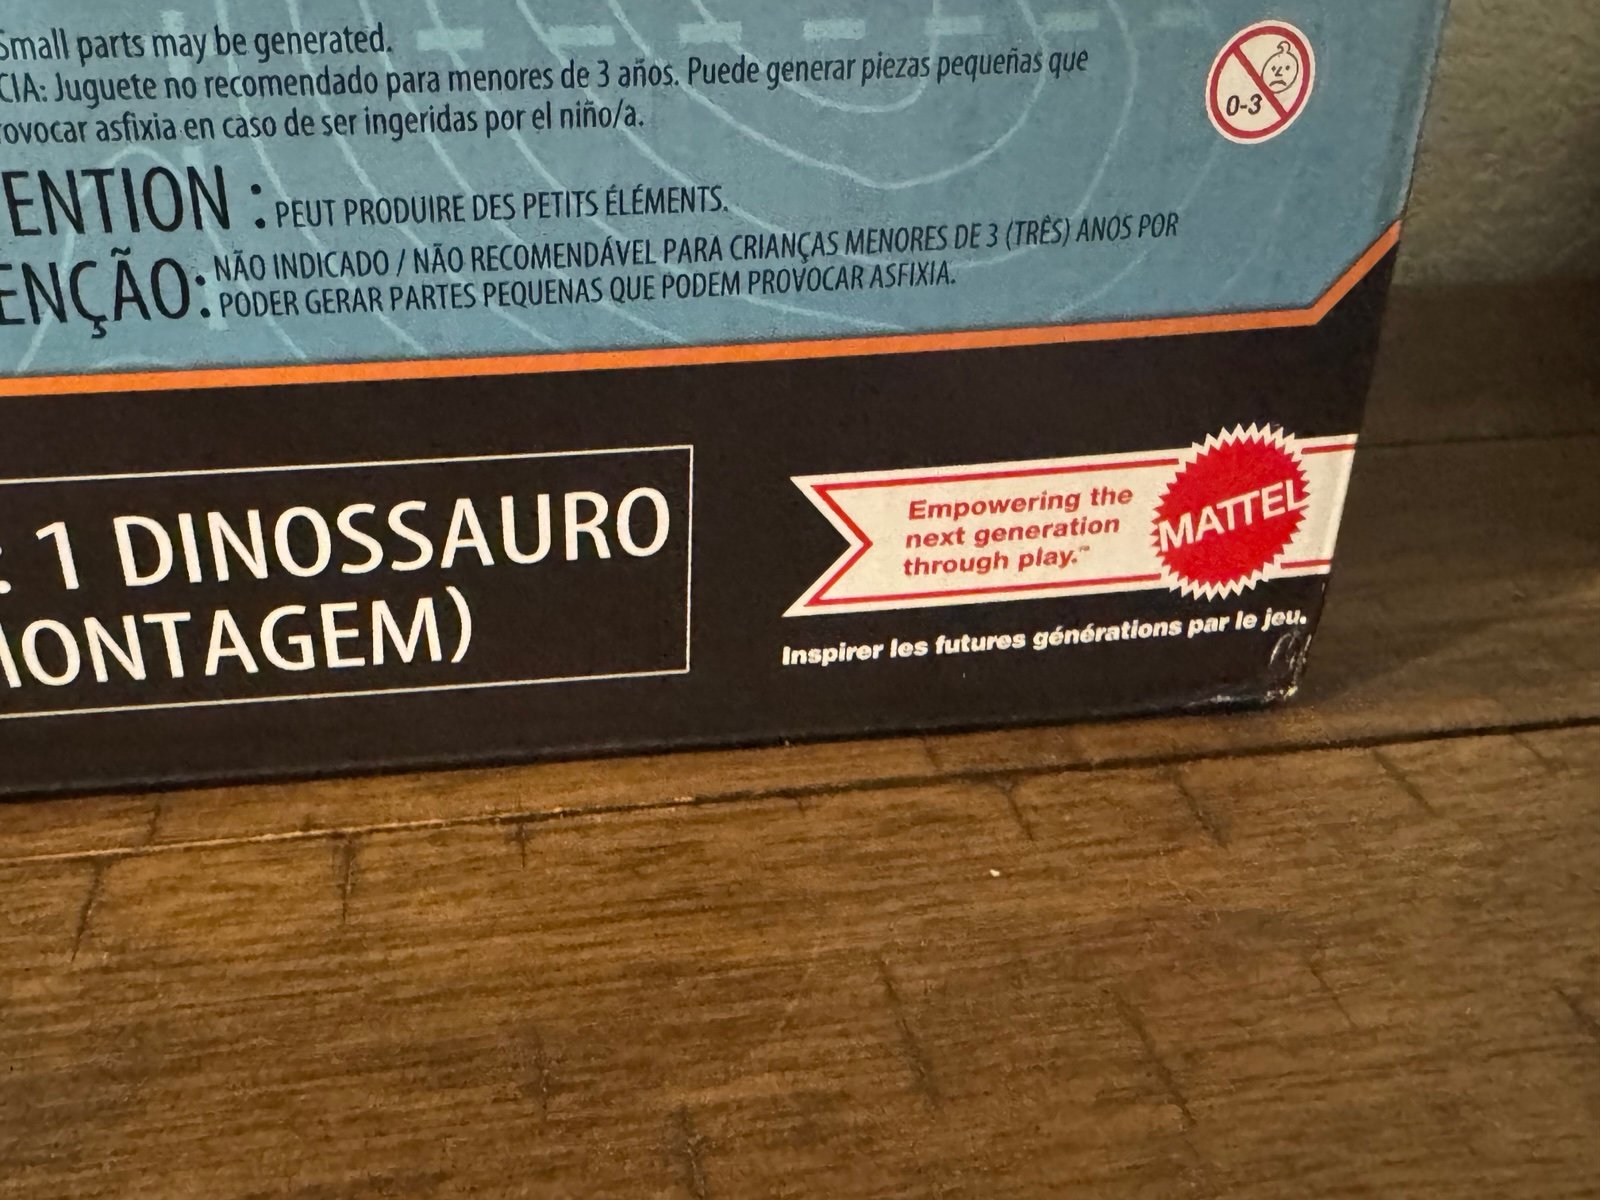 Small parts may be generated.
CIA: Juguete no recomendado para menores de 3 años. Puede generar piezas pequeñas que
ovocar asfixia en caso de ser ingeridas por el niño/a.
0-3
ENTION : PEUT PRODUIRE DES PETITS ÉLÉMENTS.
ENÇÃO: NÃO INDICADO / NÃO RECOMENDÁVEL PARA CRIANÇAS MENORES DE 3 (TRÊS) ANOS POR
PODER GERAR PARTES PEQUENAS QUE PODEM PROVOCAR ASFIXIA.
: 1 DINOSSAURO
MONTAGEM)
Empowering the
next generation
through play.™
MATTEL
Inspirer les futures générations par le jeu.